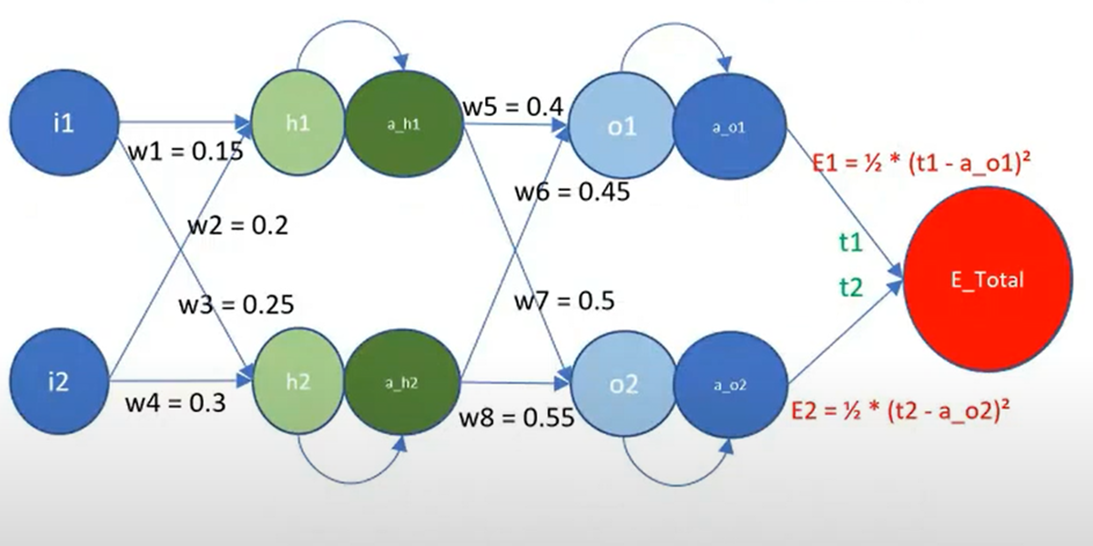 i1
h1
a_h1
w5 = 0.4
o1
a_o1
w1 = 0.15
E1 = ½ * (t1 - a_o1)²
w6 = 0.45
w2 = 0.2
t1
E_Total
t2
w3 = 0.25
w7 = 0.5
i2
h2
a_h2
o2
a_o2
w4 = 0.3
w8 = 0.55
E2 = ½ * (t2 - a_o2)²